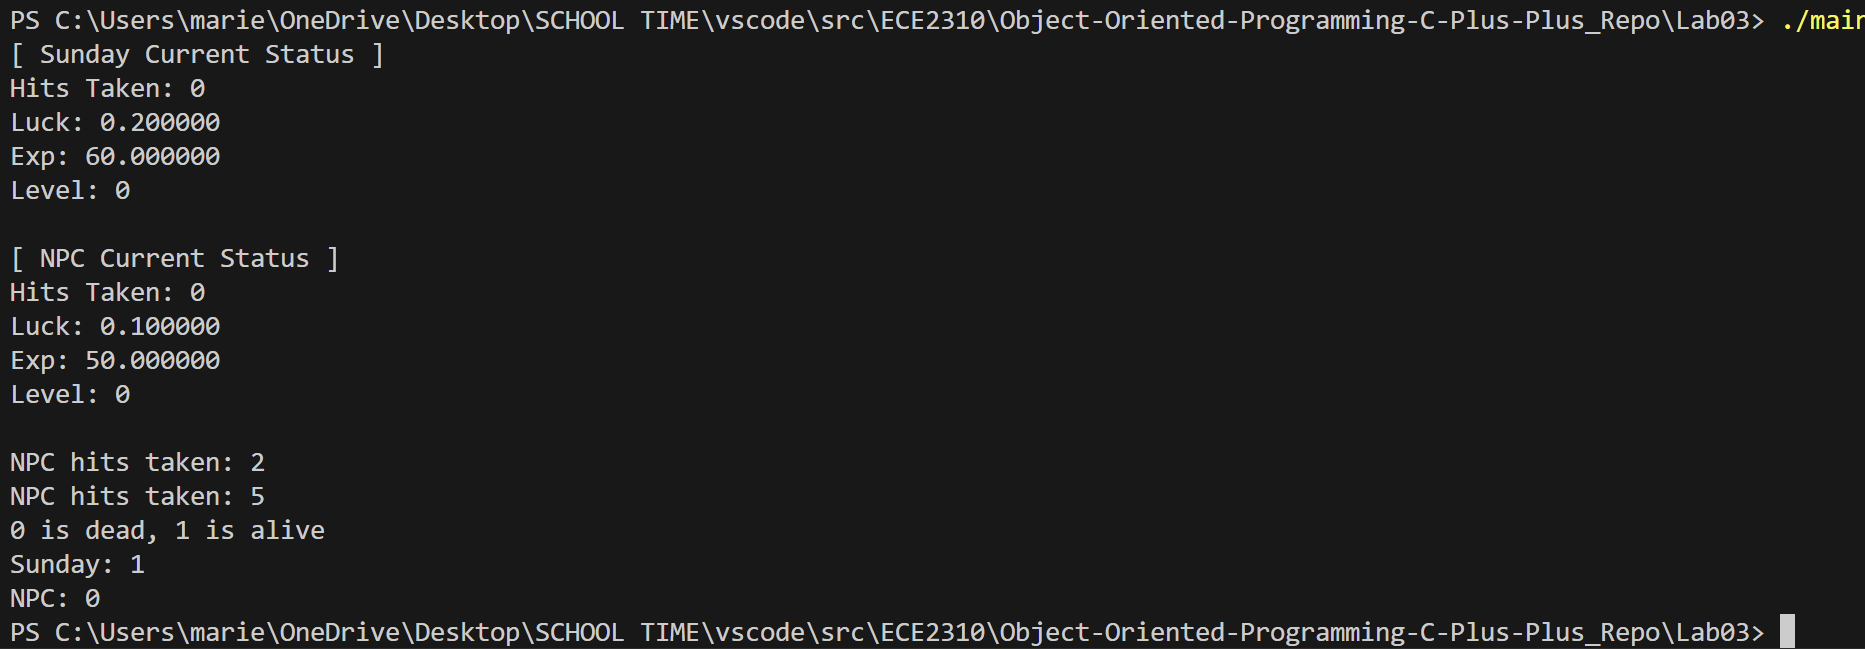 PS C:\Users\marie\OneDrive\Desktop\SCHOOL TIME\vscode\src\ECE2310\Object-Oriented-Programming-C-Plus-Plus_Repo\Lab03> ./main
[ Sunday Current Status ]
Hits Taken: 0
Luck: 0.200000
Exp: 60.000000
Level: 0

[ NPC Current Status ]
Hits Taken: 0
Luck: 0.100000
Exp: 50.000000
Level: 0

NPC hits taken: 2
NPC hits taken: 5
0 is dead, 1 is alive
Sunday: 1
NPC: 0
PS C:\Users\marie\OneDrive\Desktop\SCHOOL TIME\vscode\src\ECE2310\Object-Oriented-Programming-C-Plus-Plus_Repo\Lab03>